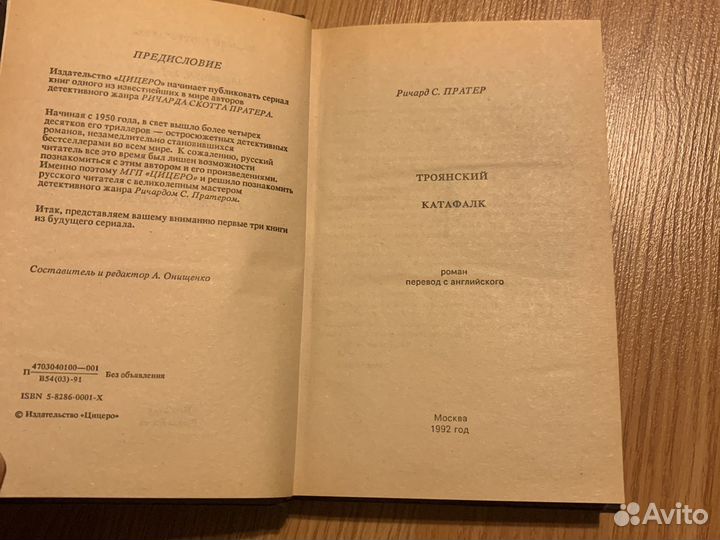 ПРЕДИСЛОВИЕ
Издательство «ЦИЦЕРО» начинает публиковать сериал
книг одного из известнейших в мире авторов
детективного жанра РИЧАРДА СКОТТА ПРАТЕРА.
Начиная с 1950 года, в свет вышло более четырех
десятков его триллеров — остросюжетных детективных
романов, незамедлительно становившихся
бестселлерами во всем мире. К сожалению, русский
читатель все это время был лишен возможности
познакомиться с этим автором и его произведениями.
Именно поэтому МГП «ЦИЦЕРО» и решило познакомить
русского читателя с великолепным мастером
детективного жанра Ричардом С. Пратером.
Итак, представляем вашему вниманию первые три книги
из будущего сериала.
Составитель и редактор А. Онищенко
П 4703040100—001
В54(03)-91 Без объявления
ISBN 5-8286-0001-X
© Издательство «Цицеро»
Ричард С. ПРАТЕР
ТРОЯНСКИЙ
КАТАФАЛК
роман
перевод с английского
Москва
1992 год
Avito